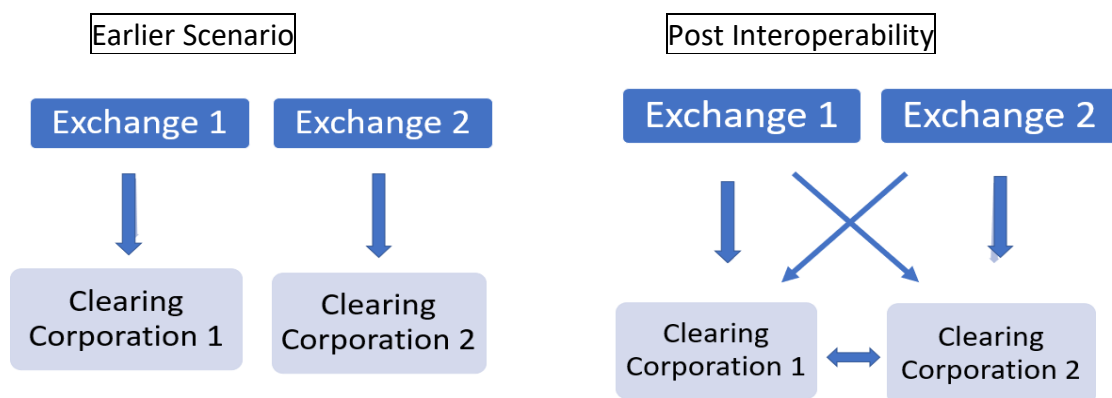 Earlier Scenario
Post Interoperability
Exchange 1
Exchange 2
Exchange 1
Exchange 2
Clearing
Corporation 1
Clearing
Corporation 2
Clearing
Corporation 1
Clearing
Corporation 2